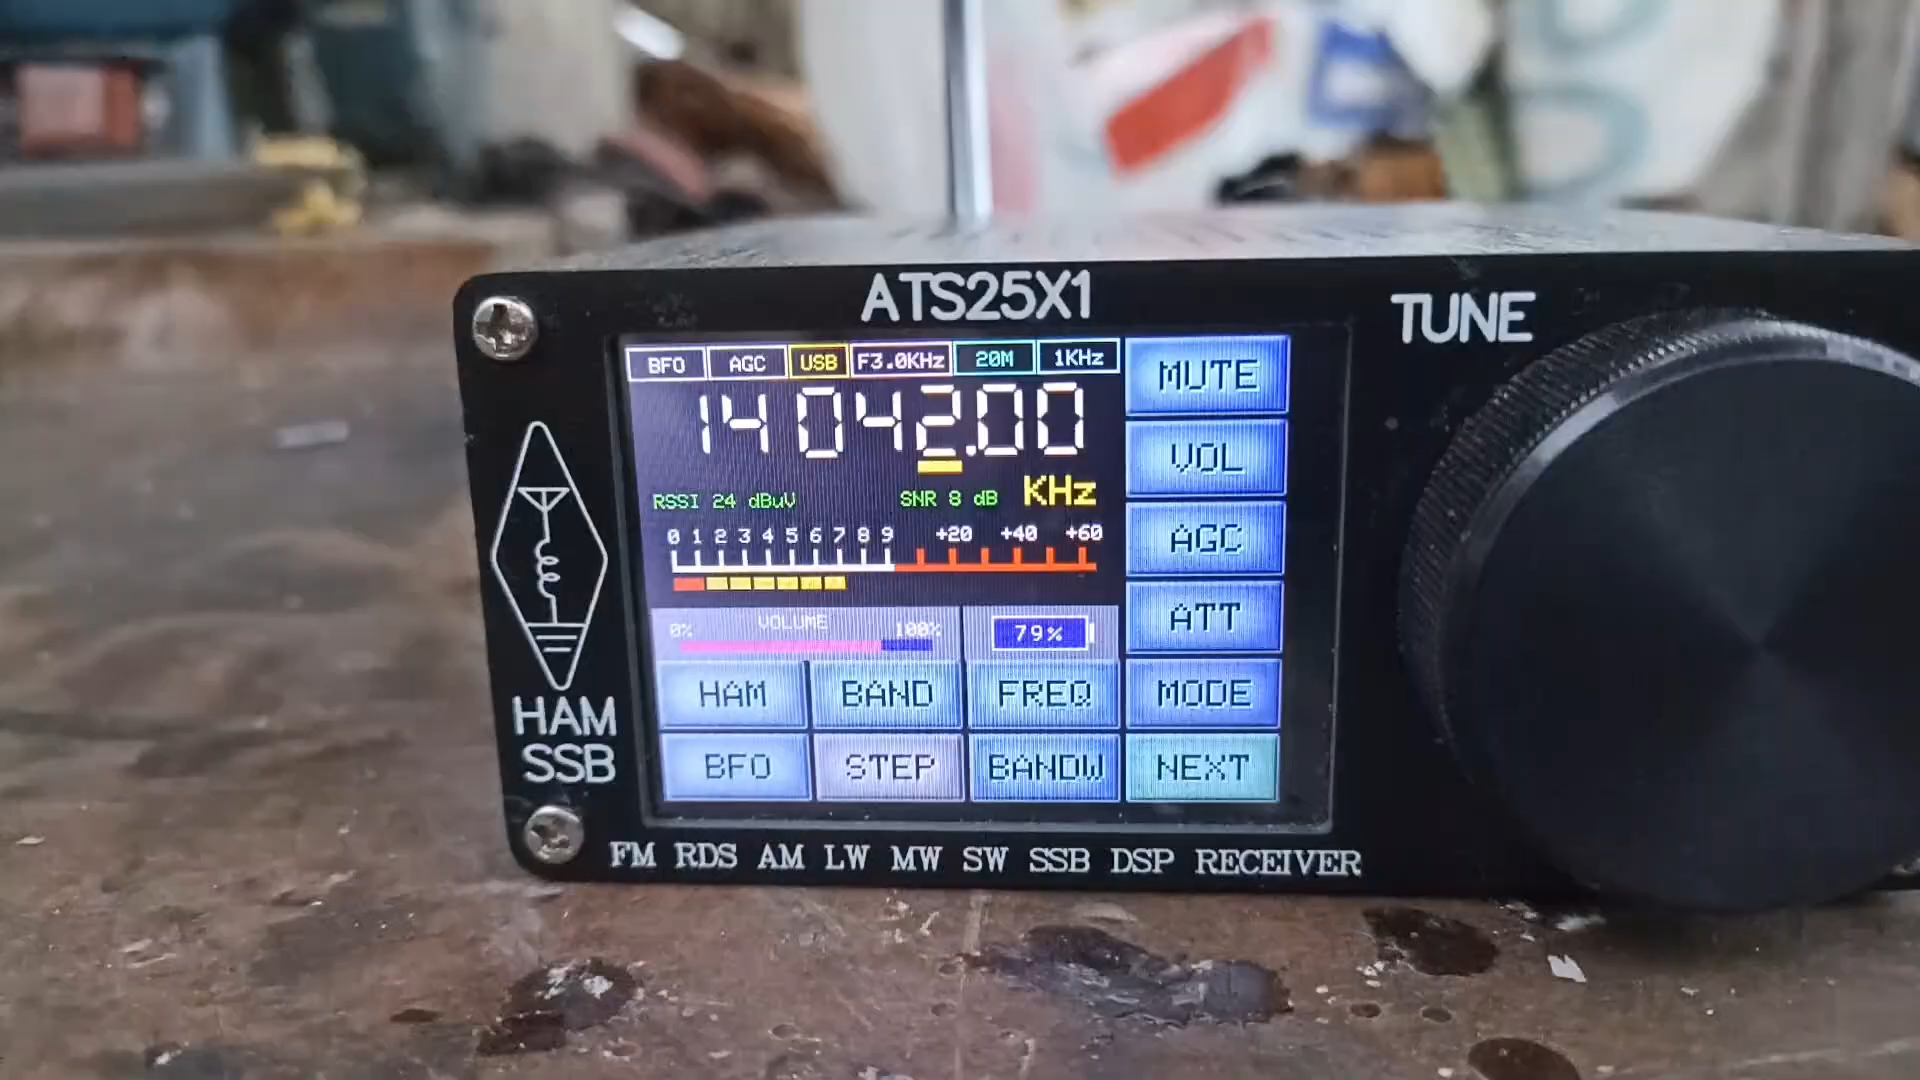 ATS25X1
TUNE
BFO AGC USB F3.0KHz 20M 1KHz
MUTE
14 042.00
VOL
RSSI 24 dBuV SNR 8 dB KHz
0 1 2 3 4 5 6 7 8 9 +20 +40 +60
AGC
VOLUME
0% 100%
79%
ATT
HAM BAND FREQ MODE
BFO STEP BANDW NEXT
HAM
SSB
FM RDS AM LW MW SW SSB DSP RECEIVER